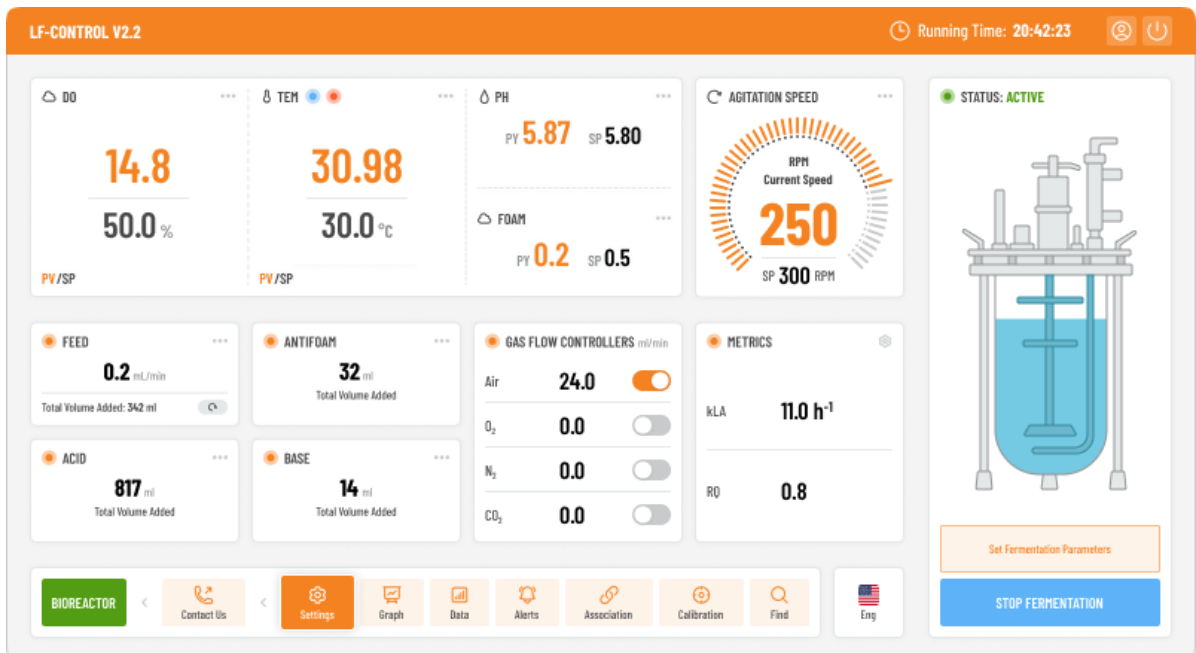 LF-CONTROL V2.2
Running Time: 20:42:23
DO
14.8
50.0 %
PV/SP
TEM
30.98
30.0 °C
PV/SP
PH
PY 5.87 SP 5.80
FOAM
PY 0.2 SP 0.5
AGITATION SPEED
RPM
Current Speed
250
SP 300 RPM
STATUS: ACTIVE
FEED
0.2 mL/min
Total Volume Added: 342 ml
ANTIFOAM
32 ml
Total Volume Added
ACID
817 ml
Total Volume Added
BASE
14 ml
Total Volume Added
GAS FLOW CONTROLLERS ml/min
Air 24.0
O₂ 0.0
N₂ 0.0
CO₂ 0.0
METRICS
kLA 11.0 h⁻¹
RQ 0.8
Set Fermentation Parameters
STOP FERMENTATION
BIOREACTOR
Contact Us
Settings
Graph
Data
Alerts
Association
Calibration
Find
Eng